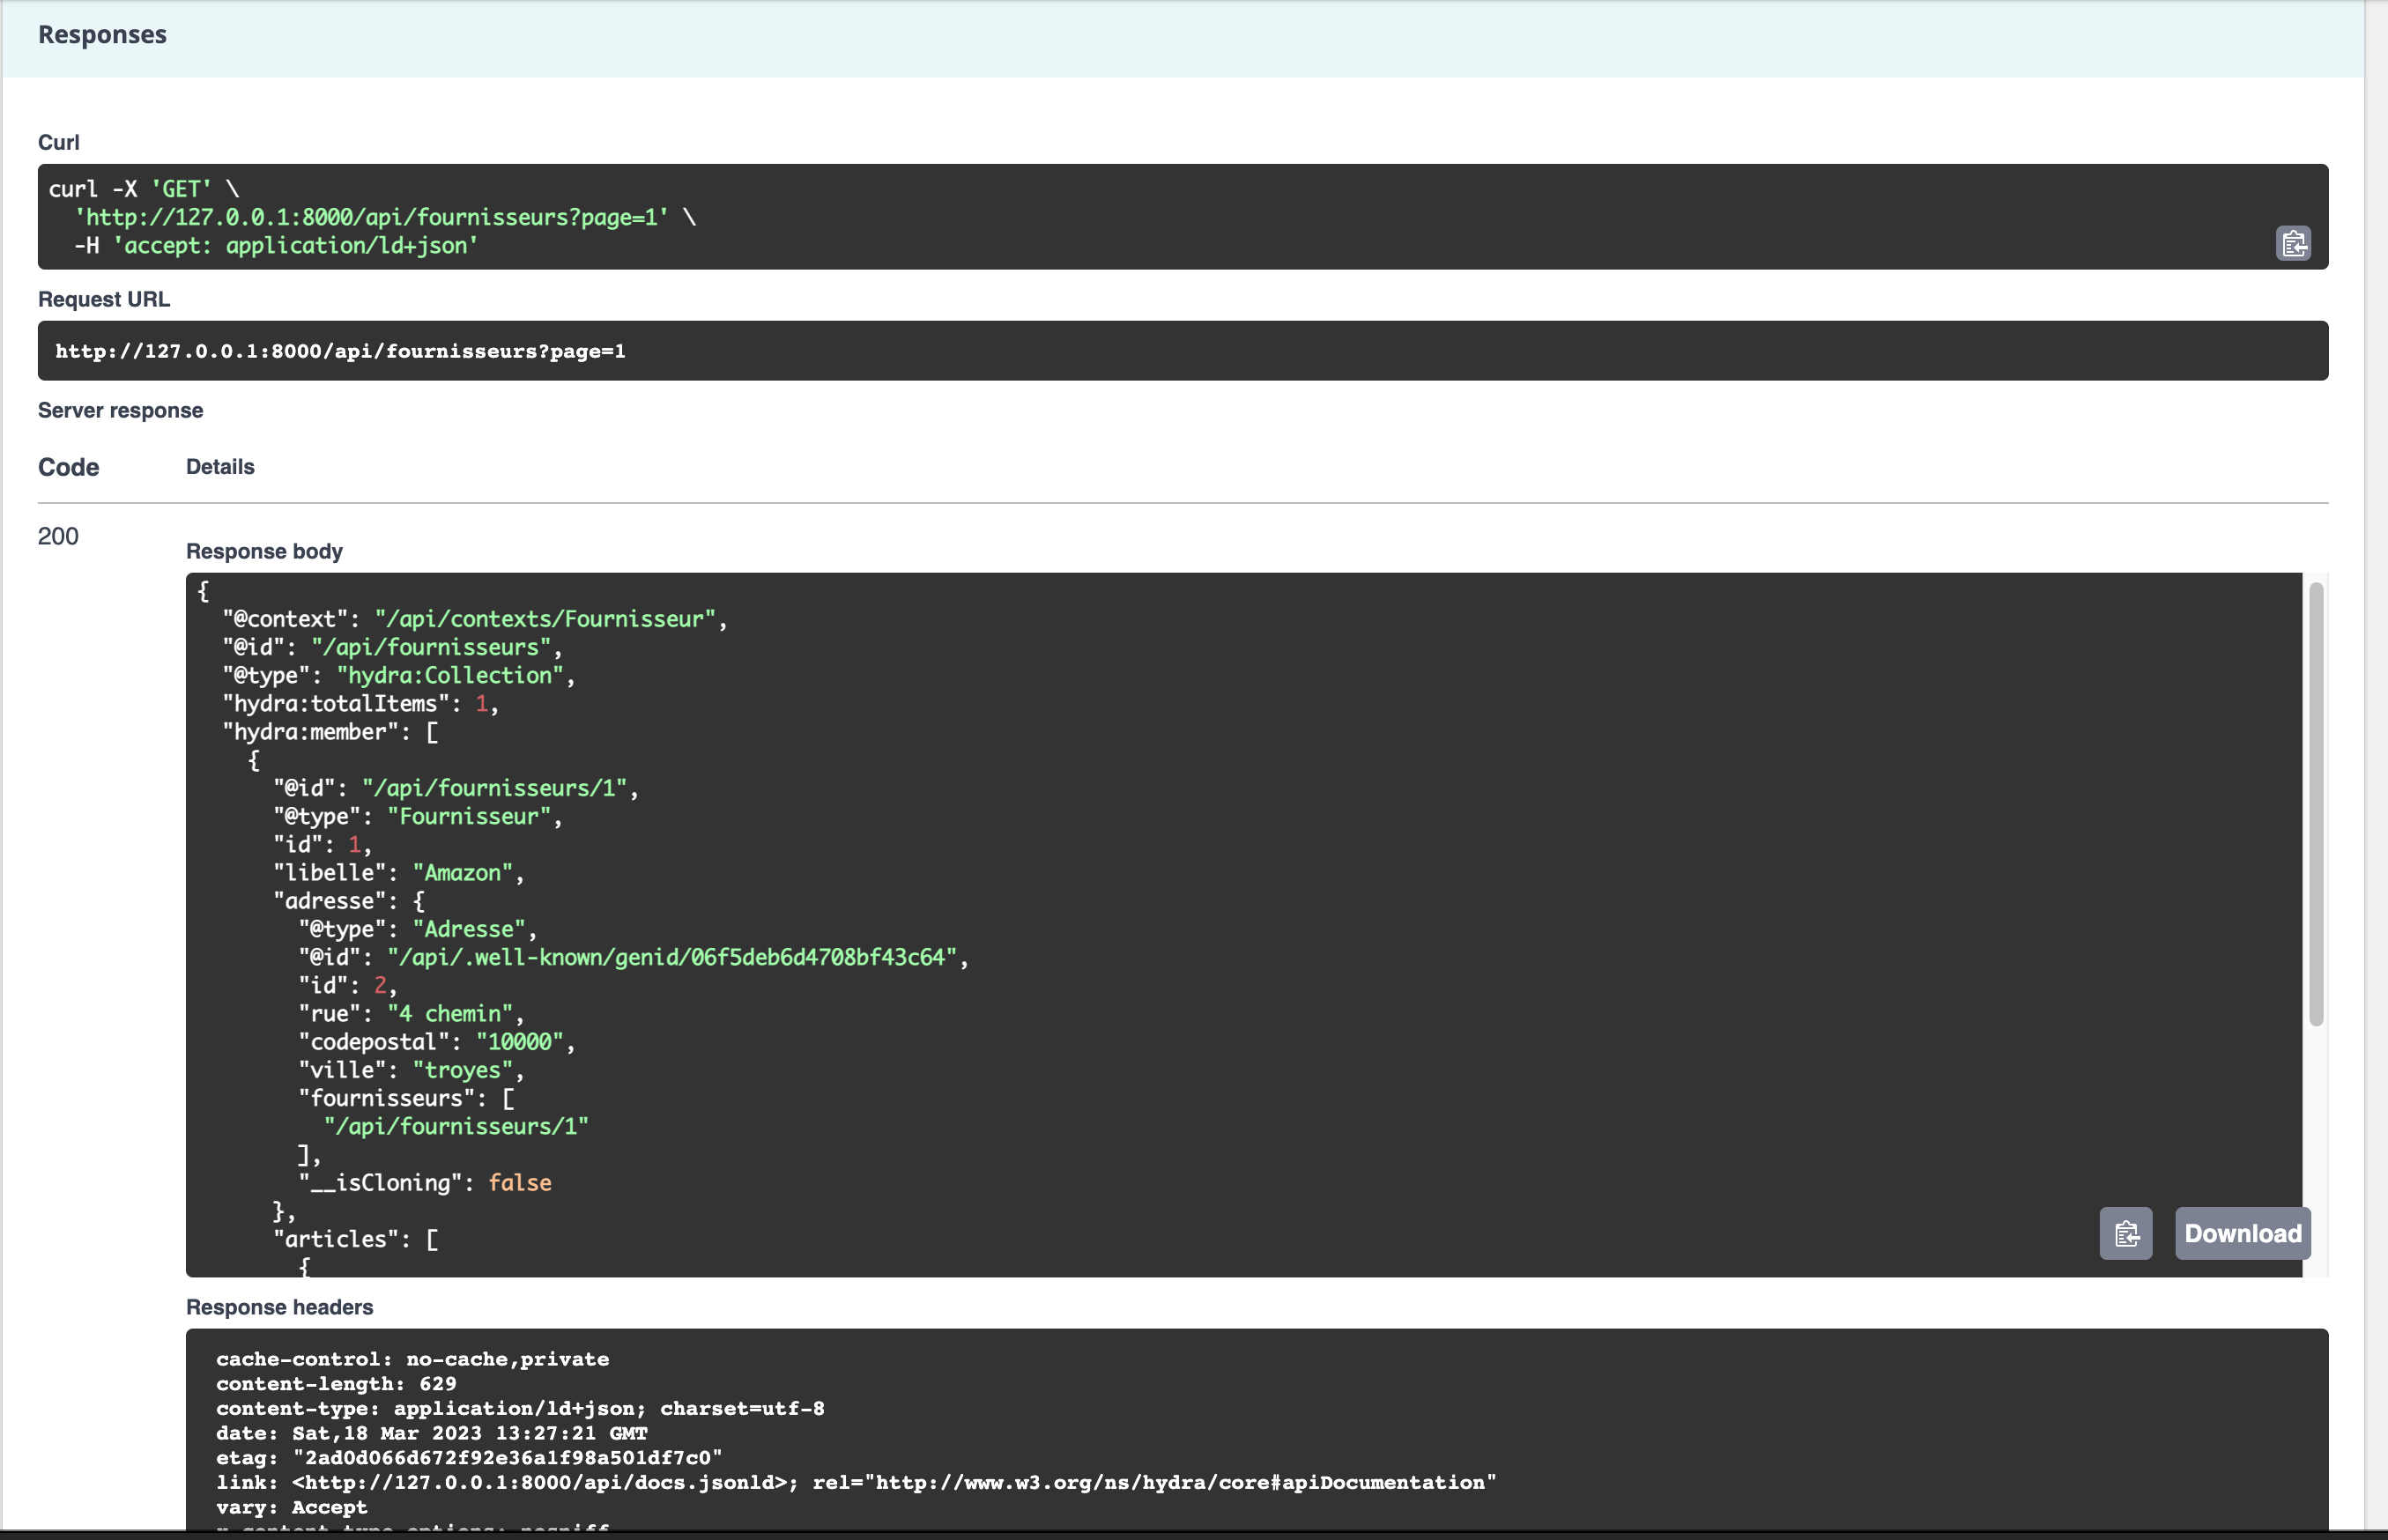 Responses
Curl
curl -X 'GET' \
  'http://127.0.0.1:8000/api/fournisseurs?page=1' \
  -H 'accept: application/ld+json'
Request URL
http://127.0.0.1:8000/api/fournisseurs?page=1
Server response
Code Details
200
Response body
{
  "@context": "/api/contexts/Fournisseur",
  "@id": "/api/fournisseurs",
  "@type": "hydra:Collection",
  "hydra:totalItems": 1,
  "hydra:member": [
    {
      "@id": "/api/fournisseurs/1",
      "@type": "Fournisseur",
      "id": 1,
      "libelle": "Amazon",
      "adresse": {
        "@type": "Adresse",
        "@id": "/api/.well-known/genid/06f5deb6d4708bf43c64",
        "id": 2,
        "rue": "4 chemin",
        "codepostal": "10000",
        "ville": "troyes",
        "fournisseurs": [
          "/api/fournisseurs/1"
        ],
        "__isCloning": false
      },
      "articles": [
        {
Download
Response headers
cache-control: no-cache,private
content-length: 629
content-type: application/ld+json; charset=utf-8
date: Sat,18 Mar 2023 13:27:21 GMT
etag: "2ad0d066d672f92e36a1f98a501df7c0"
link: <http://127.0.0.1:8000/api/docs.jsonld>; rel="http://www.w3.org/ns/hydra/core#apiDocumentation"
vary: Accept
x-content-type-options: nosniff